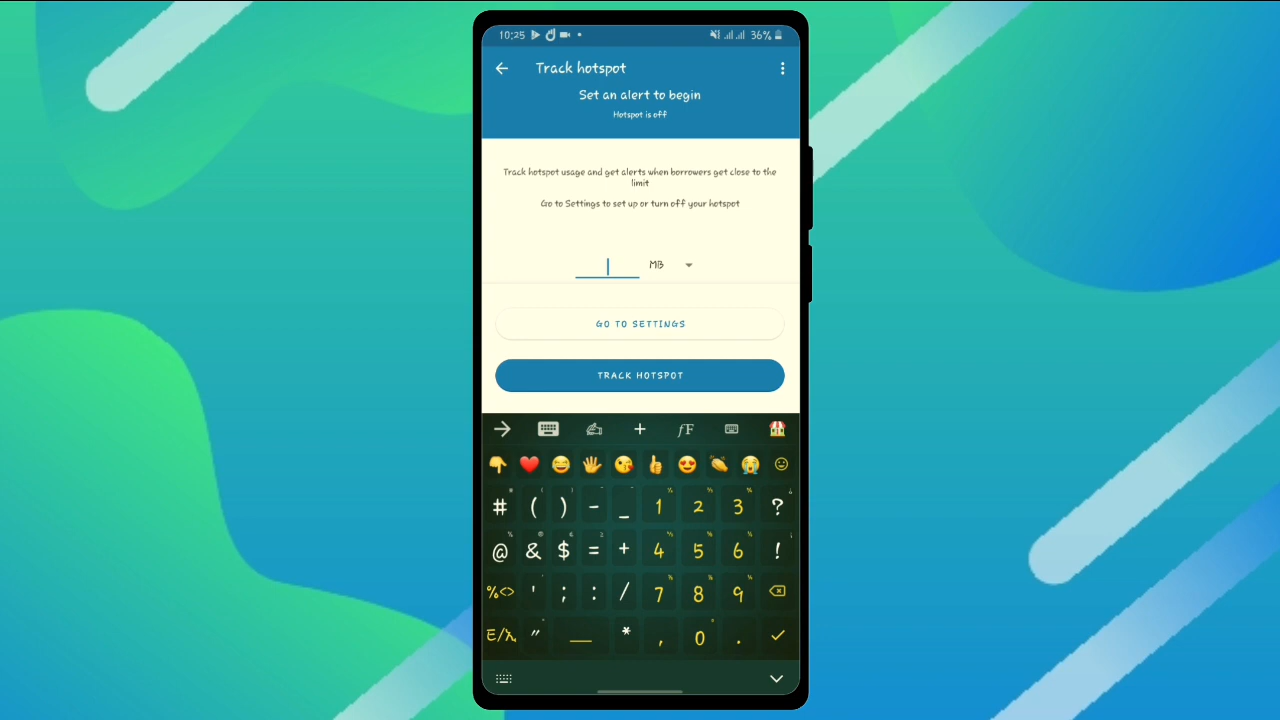 10:25 36%
Track hotspot
Set an alert to begin
Hotspot is off
Track hotspot usage and get alerts when borrowers get close to the
limit
Go to Settings to set up or turn off your hotspot
MB
GO TO SETTINGS
TRACK HOTSPOT
fF
# ( ) - _ 1 2 3 ?
@ & $ = + 4 5 6 !
%<> ' ; : / 7 8 9
E/አ " * , 0 .